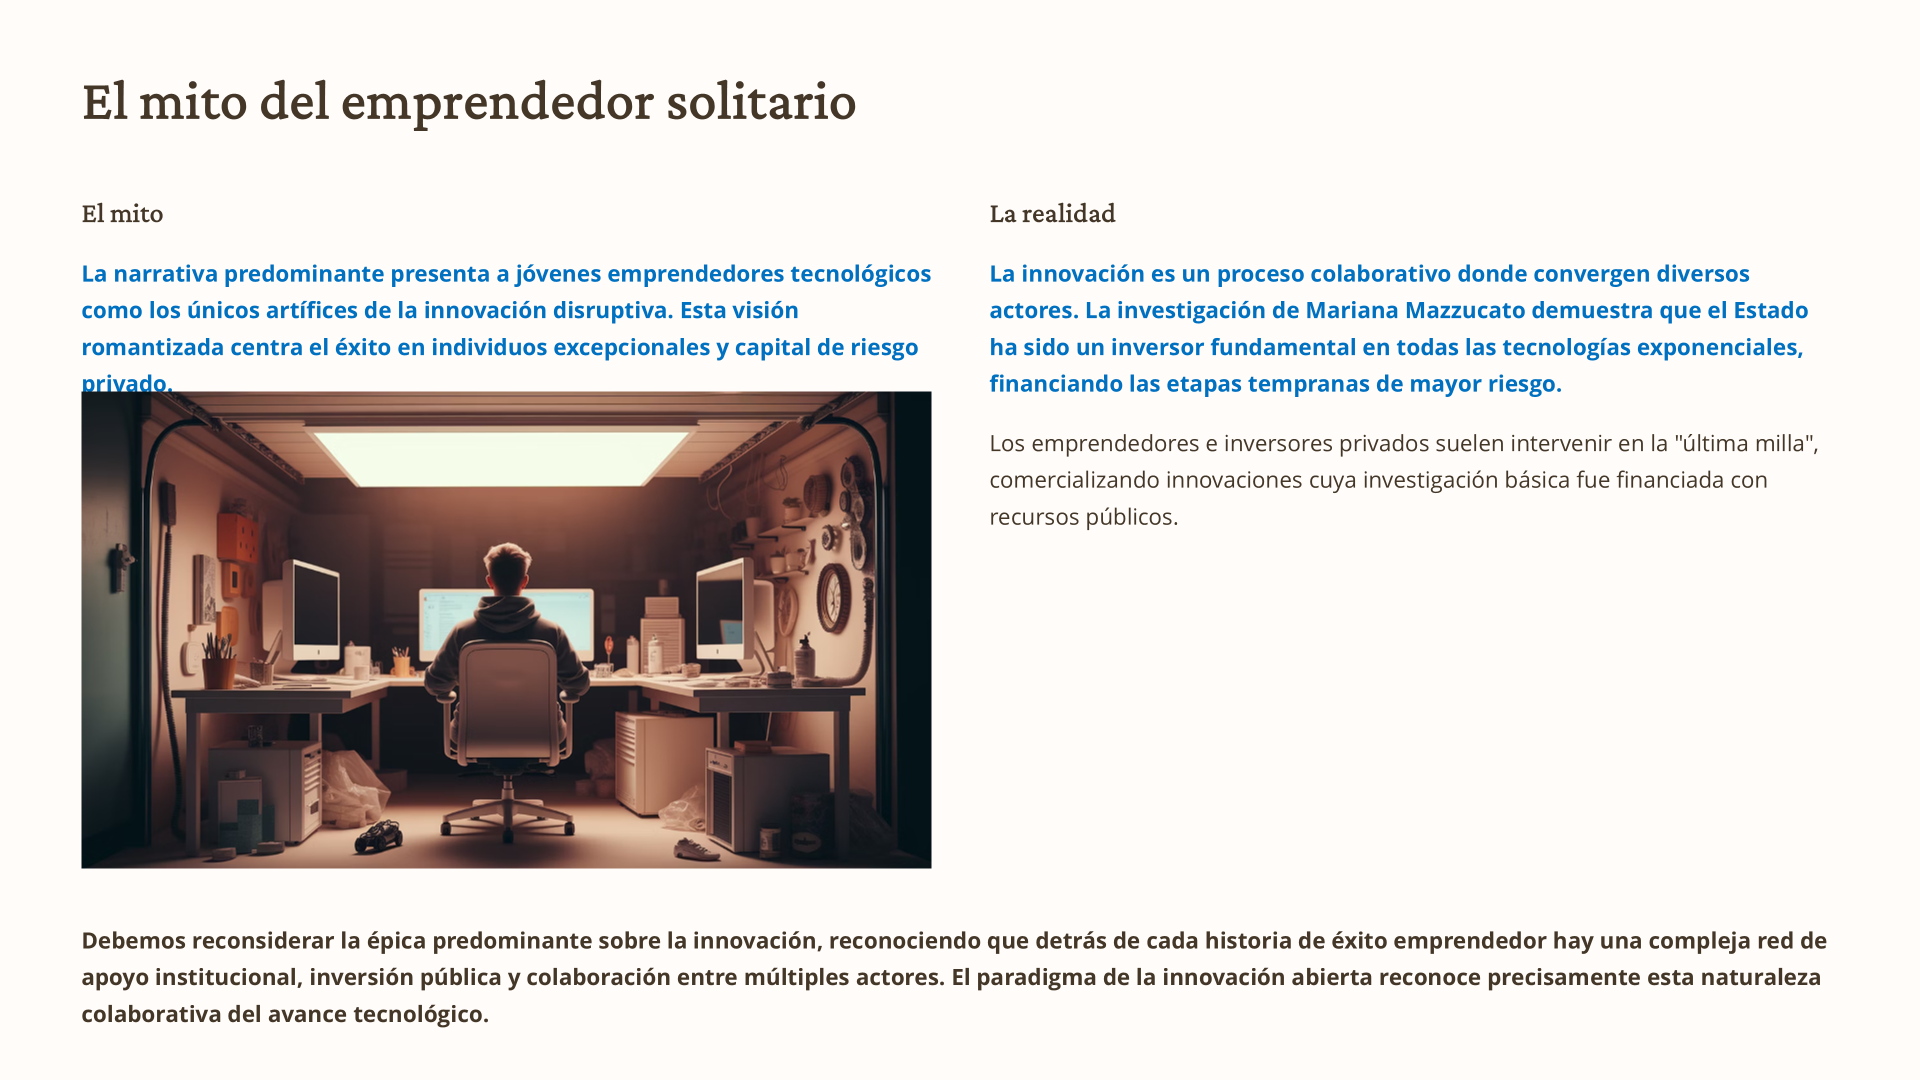 El mito del emprendedor solitario
El mito
La narrativa predominante presenta a jóvenes emprendedores tecnológicos
como los únicos artífices de la innovación disruptiva. Esta visión
romantizada centra el éxito en individuos excepcionales y capital de riesgo
privado.
La realidad
La innovación es un proceso colaborativo donde convergen diversos
actores. La investigación de Mariana Mazzucato demuestra que el Estado
ha sido un inversor fundamental en todas las tecnologías exponenciales,
financiando las etapas tempranas de mayor riesgo.
Los emprendedores e inversores privados suelen intervenir en la "última milla",
comercializando innovaciones cuya investigación básica fue financiada con
recursos públicos.
Debemos reconsiderar la épica predominante sobre la innovación, reconociendo que detrás de cada historia de éxito emprendedor hay una compleja red de
apoyo institucional, inversión pública y colaboración entre múltiples actores. El paradigma de la innovación abierta reconoce precisamente esta naturaleza
colaborativa del avance tecnológico.